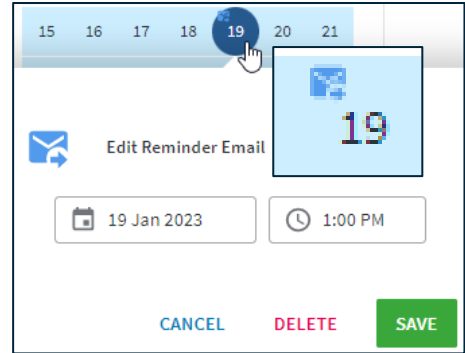 15 16 17 18 19 20 21
19
Edit Reminder Email
19 Jan 2023 1:00 PM
CANCEL DELETE SAVE